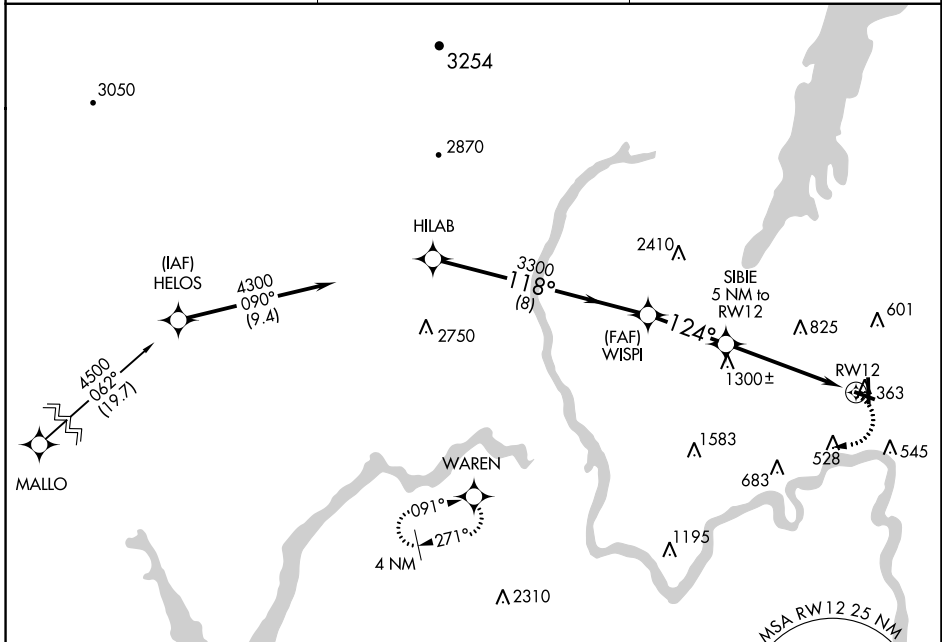 3254
3050
2870
HILAB
(IAF)
HELOS
4300
090°
(9.4)
3300
118°
(8)
2410
SIBIE
5 NM to
RW12
124°
(FAF)
WISPI
825
601
2750
4500
062°
(19.7)
MALLO
1300±
RW12
363
1583
528
545
683
WAREN
091°
271°
4 NM
1195
2310
MSA RW12 25 NM